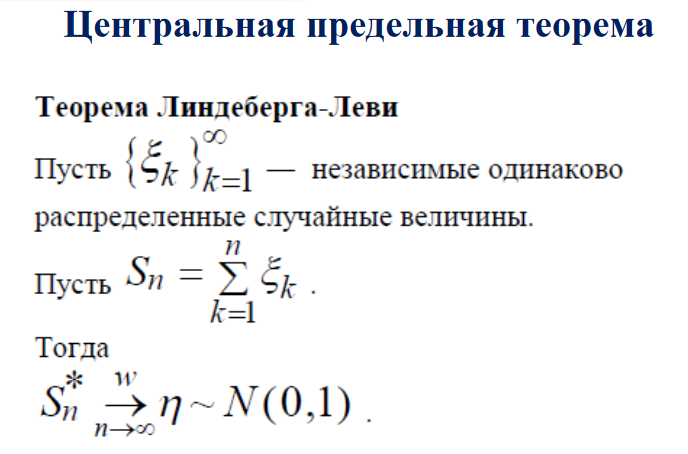 Центральная предельная теорема
Теорема Линдеберга-Леви
Пусть {ξ_k}_{k=1}^∞ — независимые одинаково
распределенные случайные величины.
Пусть S_n = ∑_{k=1}^{n} ξ_k .
Тогда
S_n^* →^w_{n→∞} η ~ N(0,1) .